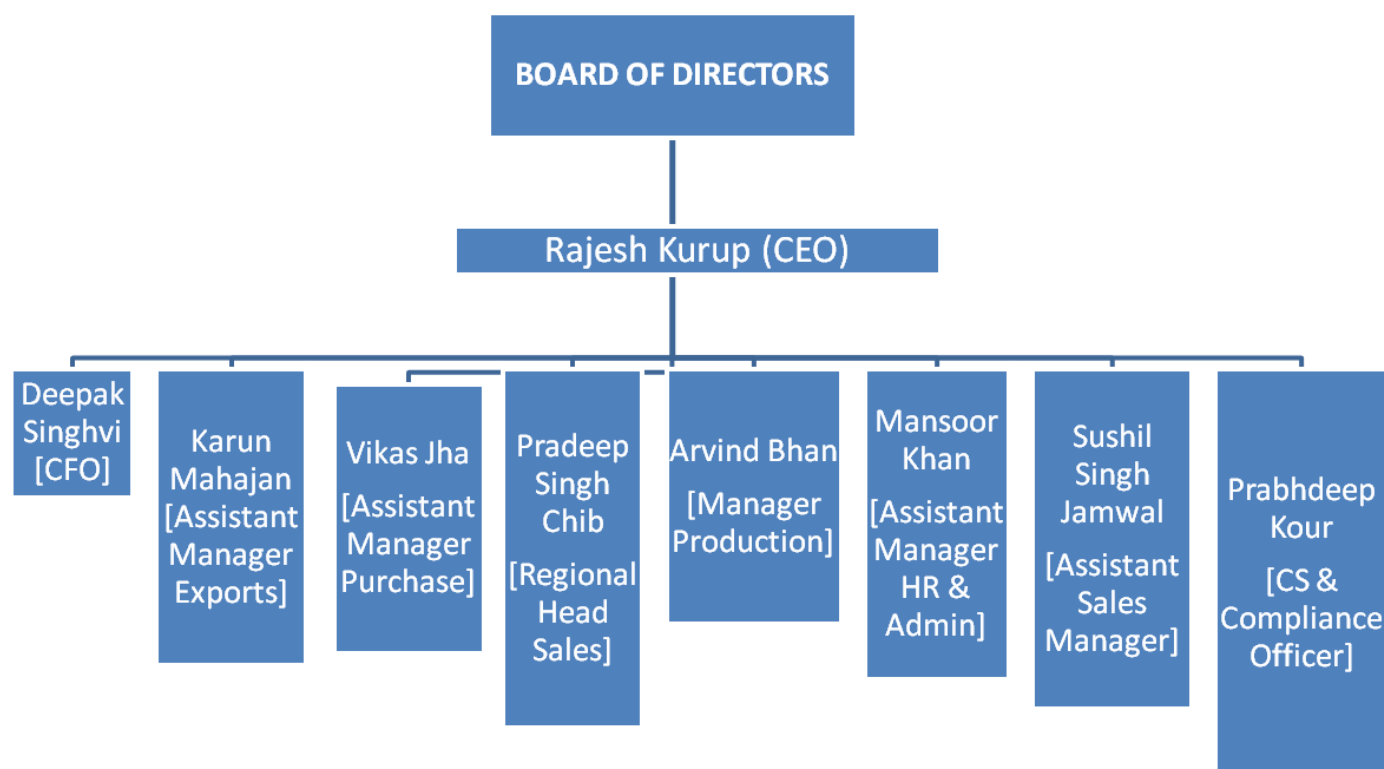 BOARD OF DIRECTORS
Rajesh Kurup (CEO)
Deepak
Singhvi
[CFO]
Karun
Mahajan
[Assistant
Manager
Exports]
Vikas Jha
[Assistant
Manager
Purchase]
Pradeep
Singh
Chib
[Regional
Head
Sales]
Arvind Bhan
[Manager
Production]
Mansoor
Khan
[Assistant
Manager
HR &
Admin]
Sushil
Singh
Jamwal
[Assistant
Sales
Manager]
Prabhdeep
Kour
[CS &
Compliance
Officer]